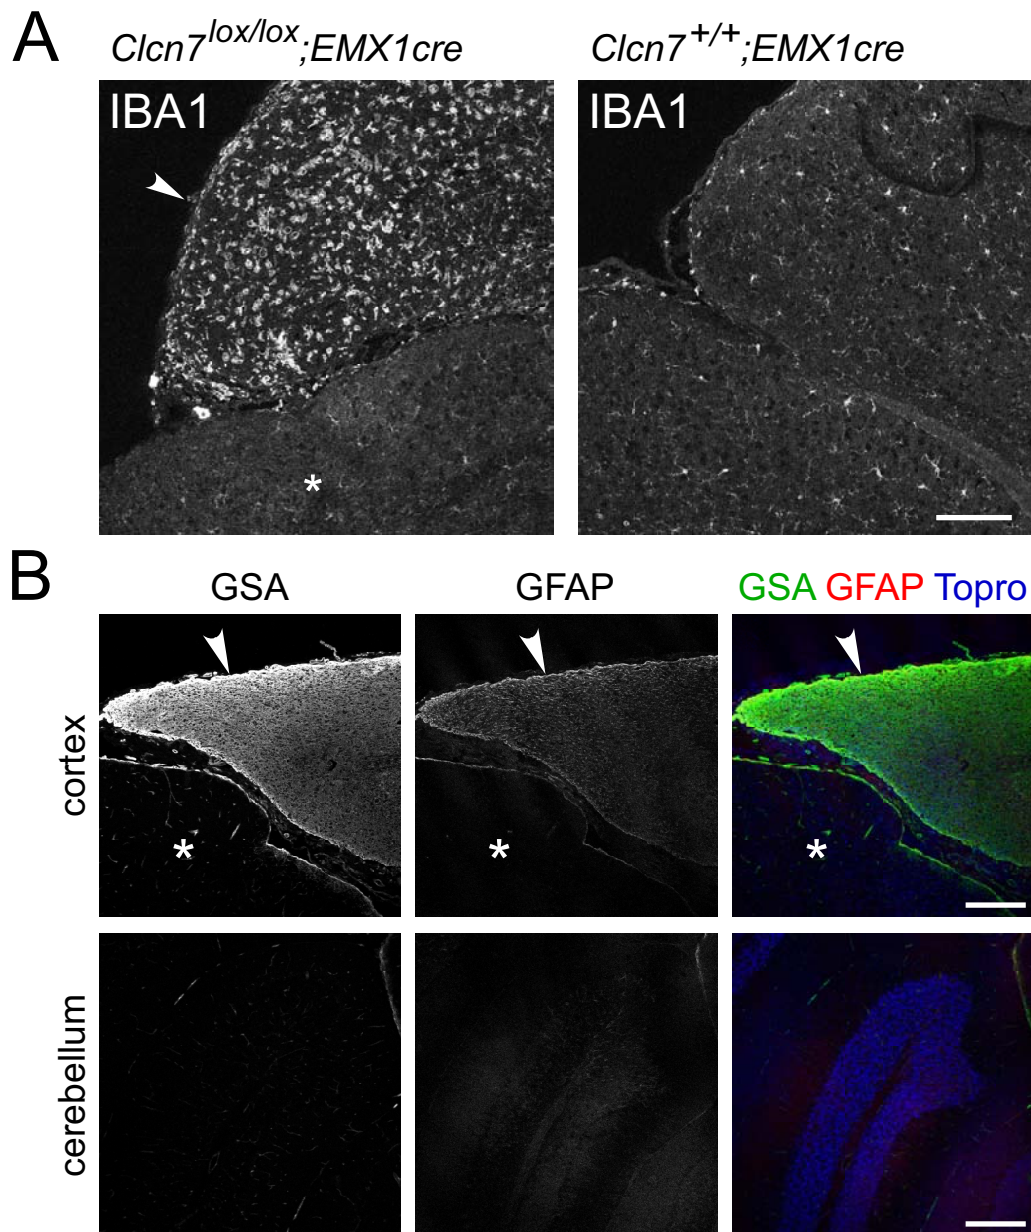 A
Clcn7lox/lox;EMX1cre
Clcn7+/+;EMX1cre
IBA1
IBA1
*
B
GSA
GFAP
GSA GFAP Topro
cortex
*
*
*
cerebellum